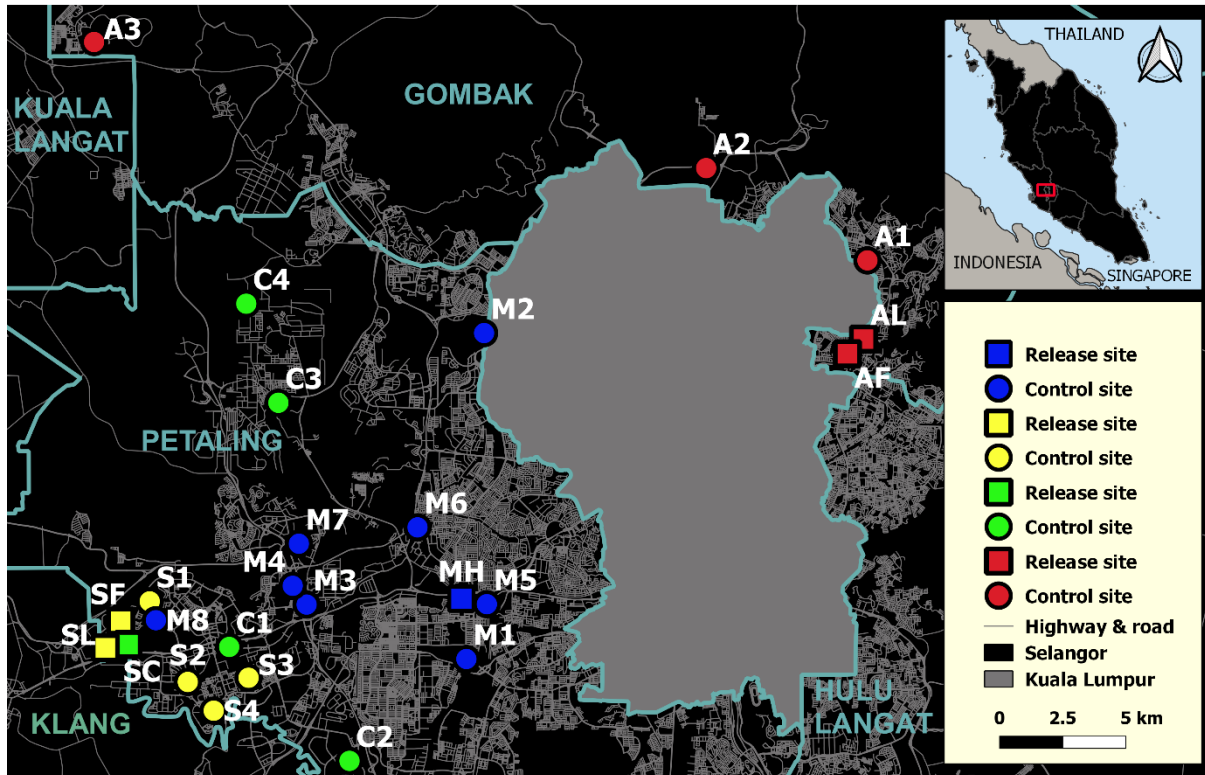 A3
KUALA
LANGAT
GOMBAK
A2
A1
C4
M2
AL
AF
C3
PETALING
M6
M7
M4
M3
MH
M5
S1
SF
M8
C1
M1
SL
S2
SC
S3
S4
KLANG
C2
HULU
LANGAT
THAILAND
INDONESIA
SINGAPORE
Release site
Control site
Release site
Control site
Release site
Control site
Release site
Control site
Highway & road
Selangor
Kuala Lumpur
0 2.5 5 km